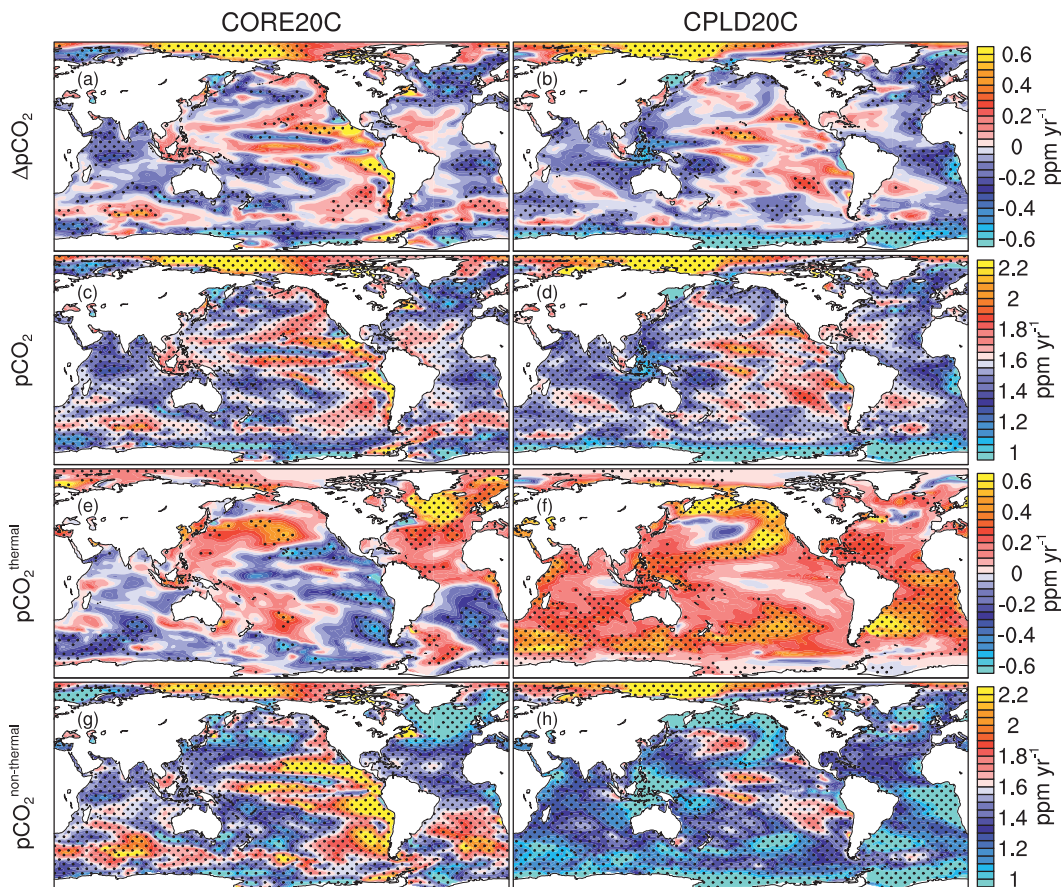 CORE20C CPLD20C
ΔpCO₂ (a) (b) 0.6 0.4 0.2 0 -0.2 -0.4 -0.6 ppm yr⁻¹
pCO₂ (c) (d) 2.2 2 1.8 1.6 1.4 1.2 1 ppm yr⁻¹
pCO₂ᵗʰᵉʳᵐᵃˡ (e) (f) 0.6 0.4 0.2 0 -0.2 -0.4 -0.6 ppm yr⁻¹
pCO₂ⁿᵒⁿ⁻ᵗʰᵉʳᵐᵃˡ (g) (h) 2.2 2 1.8 1.6 1.4 1.2 1 ppm yr⁻¹